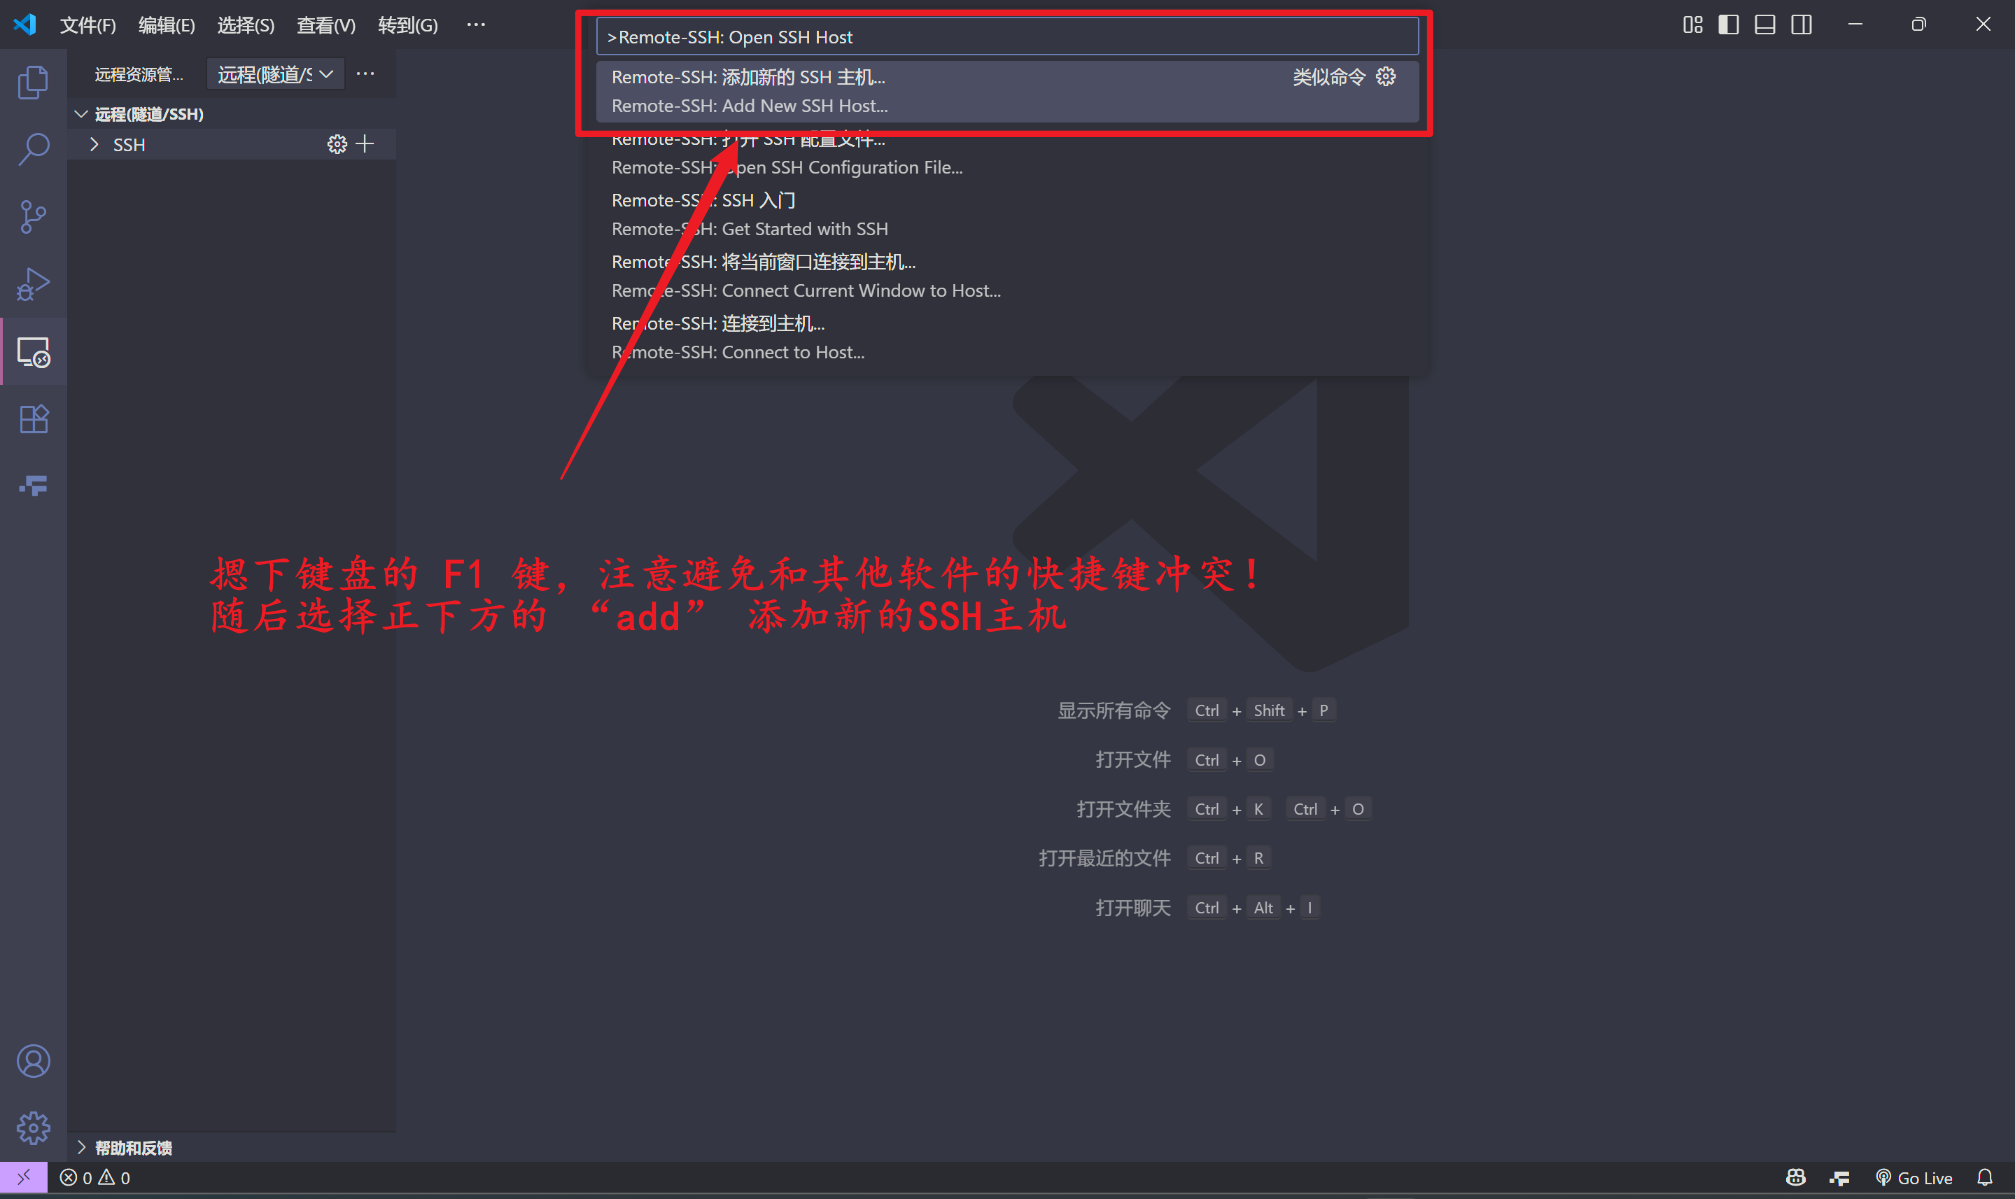 文件(F) 编辑(E) 选择(S) 查看(V) 转到(G) ···
>Remote-SSH: Open SSH Host
Remote-SSH: 添加新的 SSH 主机... 类似命令
Remote-SSH: Add New SSH Host...
Remote-SSH: 打开 SSH 配置文件...
Remote-SSH: Open SSH Configuration File...
Remote-SSH: SSH 入门
Remote-SSH: Get Started with SSH
Remote-SSH: 将当前窗口连接到主机...
Remote-SSH: Connect Current Window to Host...
Remote-SSH: 连接到主机...
Remote-SSH: Connect to Host...
远程资源管... 远程(隧道/S ···
远程(隧道/SSH)
SSH
摁下键盘的 F1 键，注意避免和其他软件的快捷键冲突！
随后选择正下方的 “add” 添加新的SSH主机
显示所有命令 Ctrl + Shift + P
打开文件 Ctrl + O
打开文件夹 Ctrl + K Ctrl + O
打开最近的文件 Ctrl + R
打开聊天 Ctrl + Alt + I
帮助和反馈
0 0 Go Live